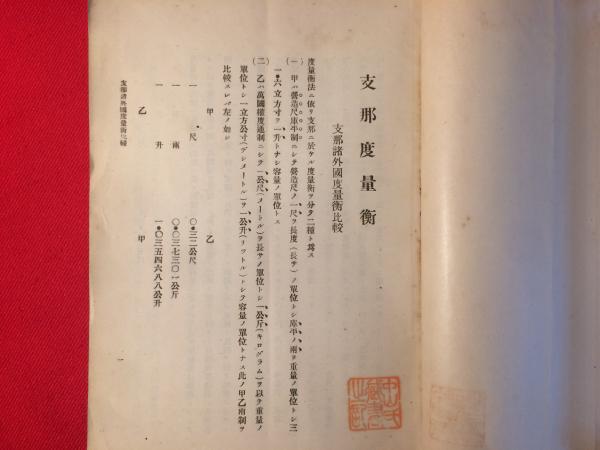 支那度量衡
支那諸外國度量衡比較
度量衡法ニ依リ支那ニ於ケル度量衡ヲ分ヲ二種ト爲ス
(一) 甲ハ營造尺庫平制ニシテ營造尺ノ一尺ヲ長度(長サ)ノ單位トシ庫平ノ一兩ヲ重量ノ單位トシ三
一・六立方寸ヲ一升トナシ容量ノ單位トス
(二) 乙ハ萬國權度通制ニシテ一公尺(メートル)ヲ長サノ單位トシ一公斤(キログラム)ヲ以テ重量ノ
單位トシ一立方公寸(デシメートル)ヲ一公升(リットル)トシテ容量ノ單位トナス此ノ甲乙兩制ヲ
比較スレバ左ノ如シ
甲 乙
一尺 〇・三二公尺
一兩 〇・〇三七三〇一公斤
一升 一・〇三五四六八八公升
乙 甲
支那諸外國度量衡比較 一